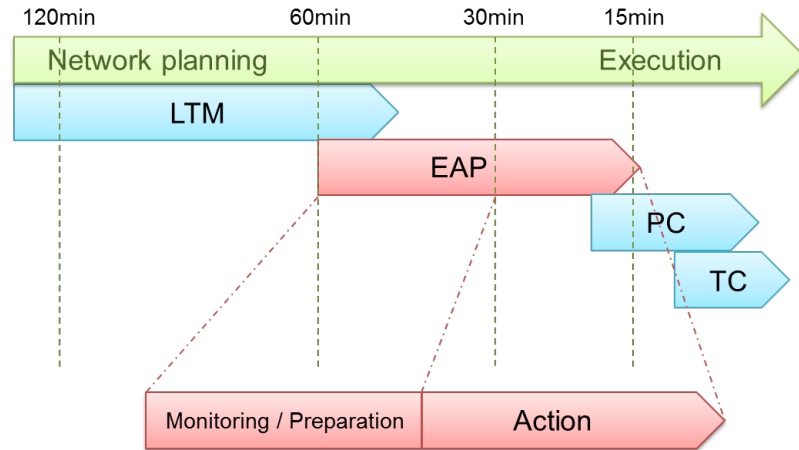 120min 60min 30min 15min
Network planning Execution
LTM
EAP
PC
TC
Monitoring / Preparation Action